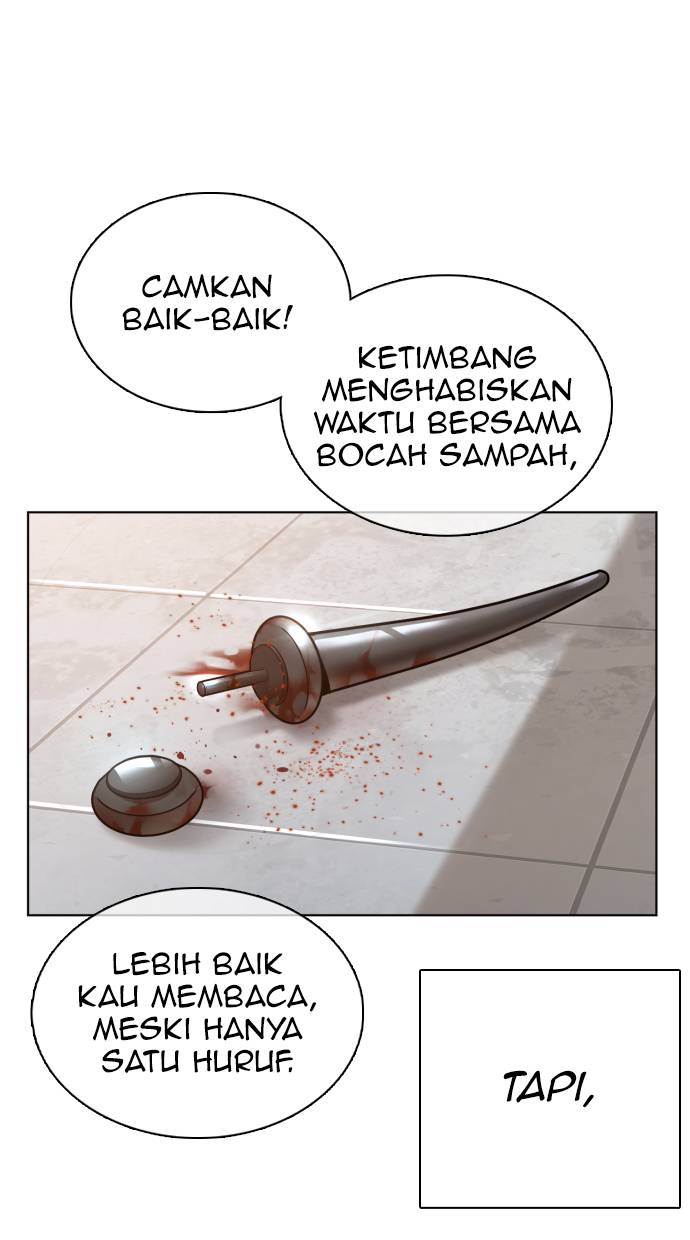 CAMKAN
BAIK-BAIK!
KETIMBANG
MENGHABISKAN
WAKTU BERSAMA
BOCAH SAMPAH,
LEBIH BAIK
KAU MEMBACA,
MESKI HANYA
SATU HURUF.
TAPI,